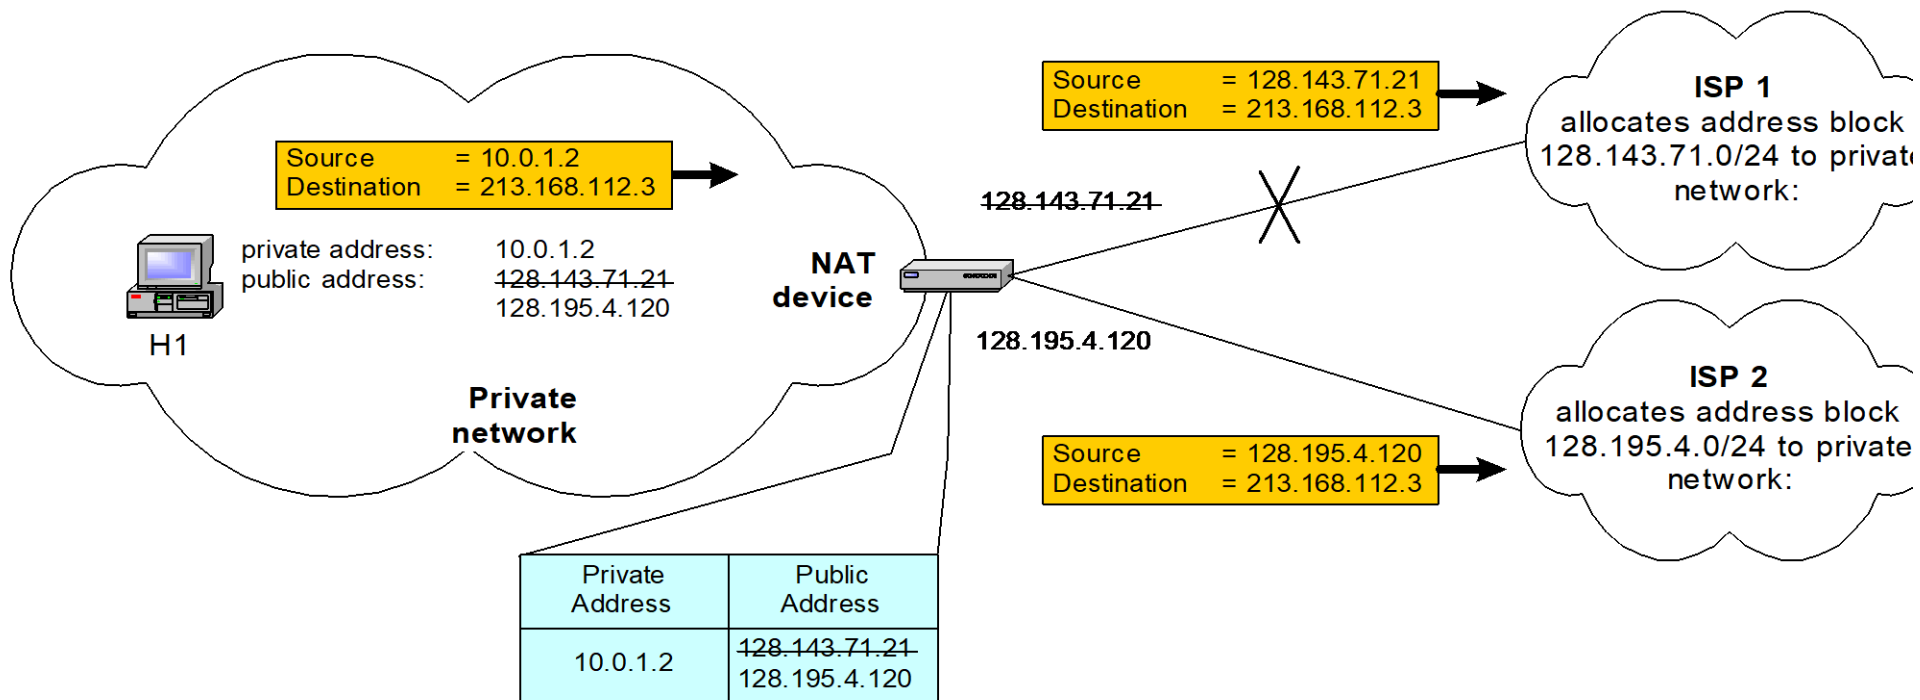 Source = 128.143.71.21
Destination = 213.168.112.3
ISP 1
allocates address block
128.143.71.0/24 to private
network:
Source = 10.0.1.2
Destination = 213.168.112.3
128.143.71.21
private address: 10.0.1.2
public address: 128.143.71.21
128.195.4.120
H1
NAT
device
128.195.4.120
Private
network
ISP 2
allocates address block
128.195.4.0/24 to private
network:
Source = 128.195.4.120
Destination = 213.168.112.3
Private
Address
Public
Address
10.0.1.2
128.143.71.21
128.195.4.120